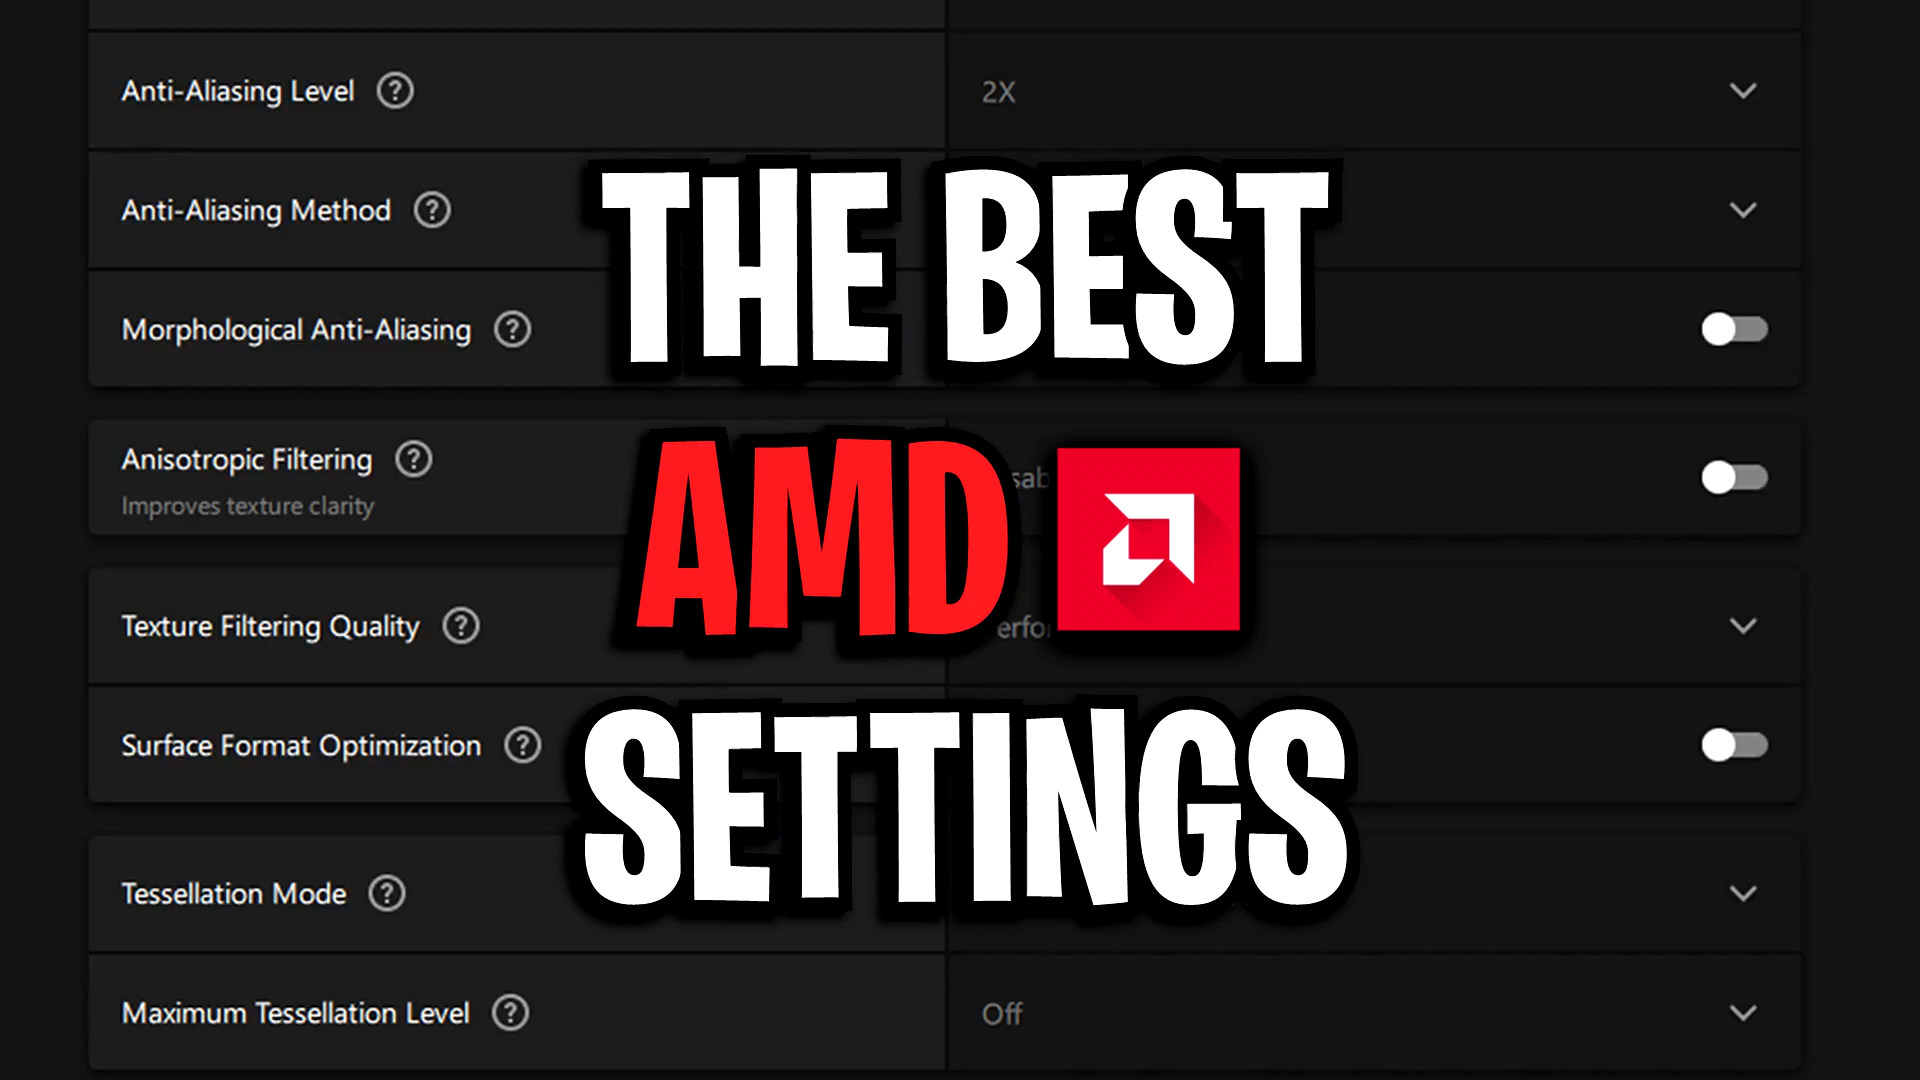 Anti-Aliasing Level ? 2X
Anti-Aliasing Method ?
Morphological Anti-Aliasing ?
Anisotropic Filtering ?
Improves texture clarity
Texture Filtering Quality ?
Surface Format Optimization ?
Tessellation Mode ?
Maximum Tessellation Level ? Off
THE BEST
AMD
SETTINGS